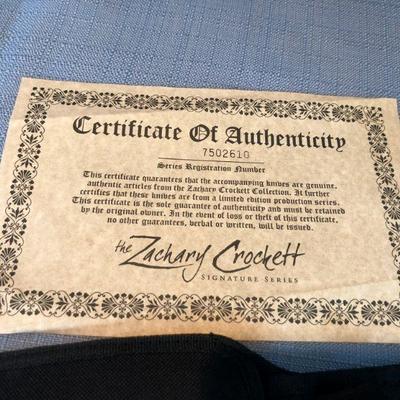 Certificate Of Authenticity
7502610
Series Registration Number
This certificate guarantees that the accompanying knives are genuine,
authentic articles from the Zachary Crockett Collection. It further
certifies that these knives are from a limited edition production series.
This certificate is the sole guarantee of authenticity and must be retained
by the original owner. In the event of loss or theft of this certificate,
no other guarantees, verbal or written, will be issued.
the Zachary Crockett
SIGNATURE SERIES